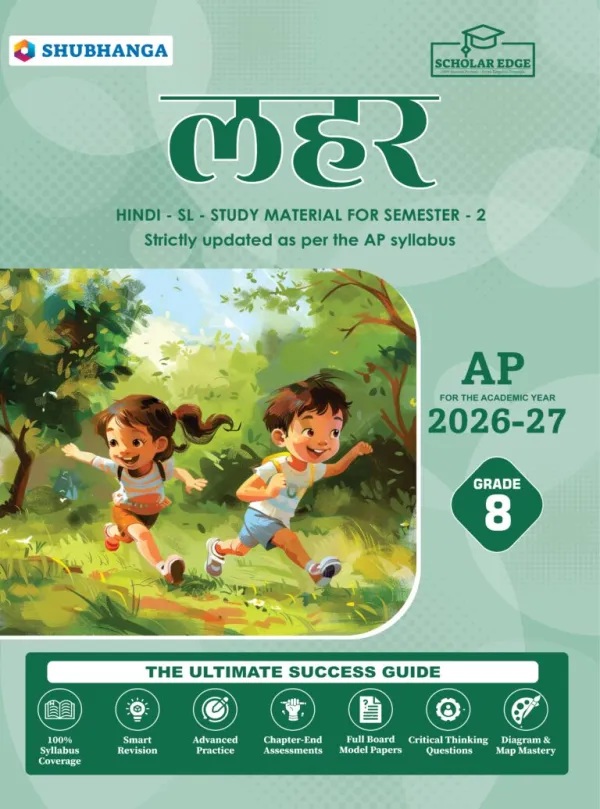 SHUBHANGA
SCHOLAR EDGE
लहर
HINDI - SL - STUDY MATERIAL FOR SEMESTER - 2
Strictly updated as per the AP syllabus
AP
FOR THE ACADEMIC YEAR
2026-27
GRADE
8
THE ULTIMATE SUCCESS GUIDE
100%
Syllabus
Coverage
Smart
Revision
Advanced
Practice
Chapter-End
Assessments
Full Board
Model Papers
Critical Thinking
Questions
Diagram &
Map Mastery